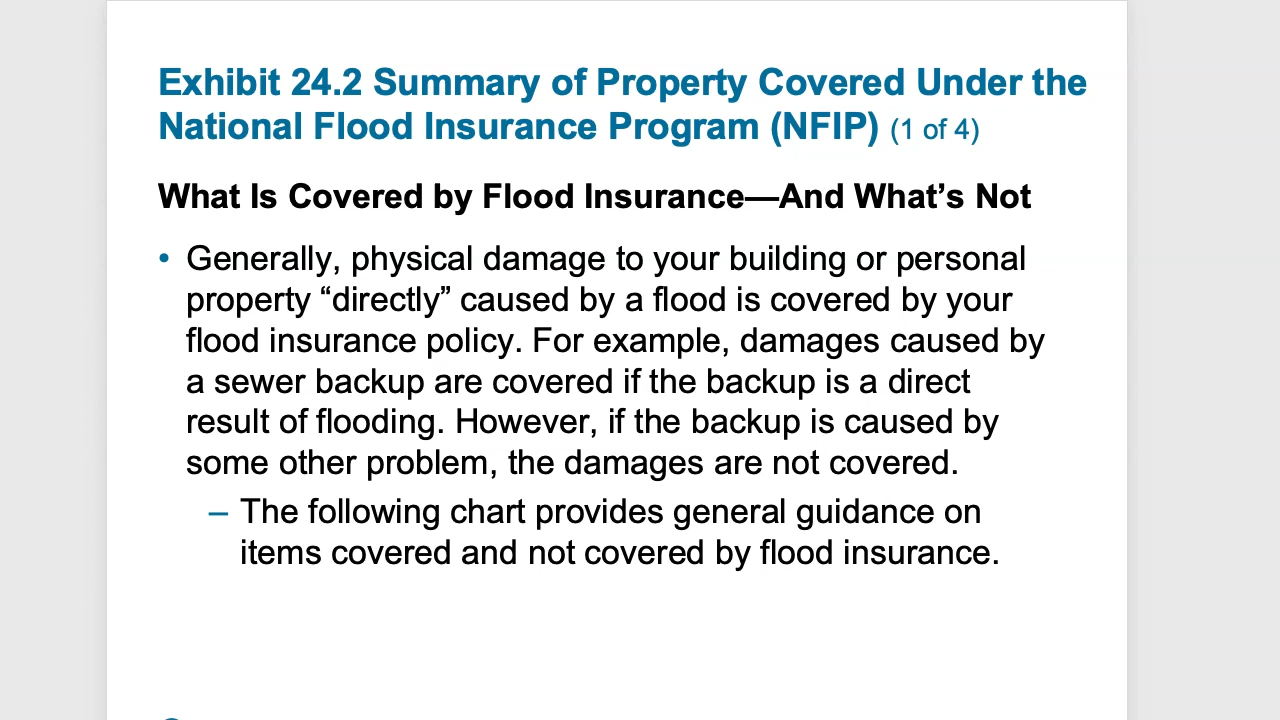 Exhibit 24.2 Summary of Property Covered Under the
National Flood Insurance Program (NFIP) (1 of 4)
What Is Covered by Flood Insurance—And What’s Not
• Generally, physical damage to your building or personal
property “directly” caused by a flood is covered by your
flood insurance policy. For example, damages caused by
a sewer backup are covered if the backup is a direct
result of flooding. However, if the backup is caused by
some other problem, the damages are not covered.
– The following chart provides general guidance on
items covered and not covered by flood insurance.